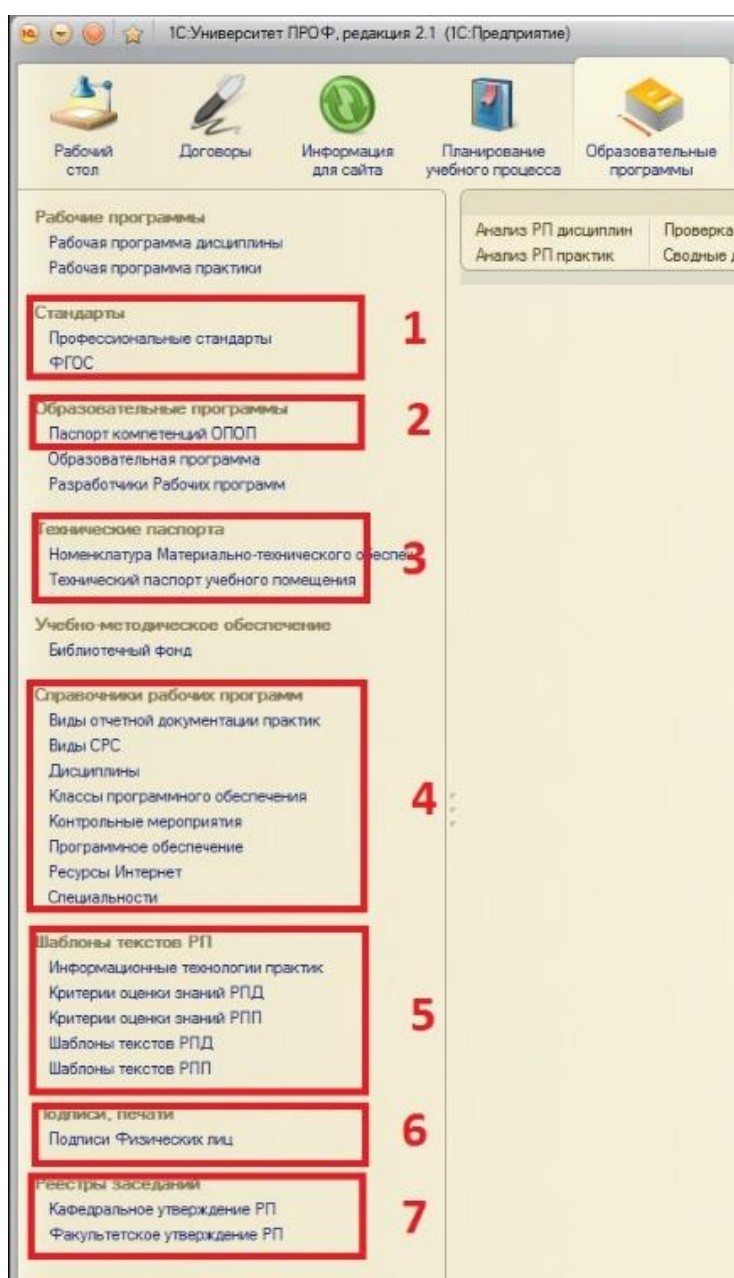 1С:Университет ПРОФ, редакция 2.1 (1С:Предприятие)
Рабочий стол
Договоры
Информация для сайта
Планирование учебного процесса
Образовательные программы
Рабочие программы
Рабочая программа дисциплины
Рабочая программа практики
Анализ РП дисциплин
Проверка
Анализ РП практик
Сводные
Стандарты
Профессиональные стандарты
ФГОС
1
Образовательные программы
Паспорт компетенций ОПОП
2
Образовательная программа
Разработчики Рабочих программ
Технические паспорта
Номенклатура Материально-технического обеспеч
Технический паспорт учебного помещения
3
Учебно-методическое обеспечение
Библиотечный фонд
Справочники рабочих программ
Виды отчетной документации практик
Виды СРС
Дисциплины
Классы программного обеспечения
Контрольные мероприятия
Программное обеспечение
Ресурсы Интернет
Специальности
4
Шаблоны текстов РП
Информационные технологии практик
Критерии оценки знаний РПД
Критерии оценки знаний РПП
Шаблоны текстов РПД
Шаблоны текстов РПП
5
Подписи, печати
Подписи Физических лиц
6
Реестры заседаний
Кафедральное утверждение РП
Факультетское утверждение РП
7